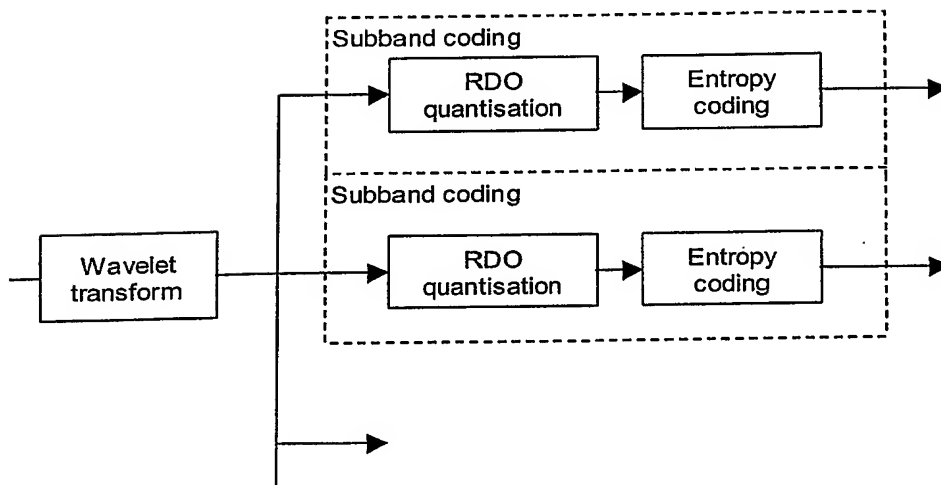 Subband coding
RDO
quantisation
Entropy
coding
Subband coding
Wavelet
transform
RDO
quantisation
Entropy
coding